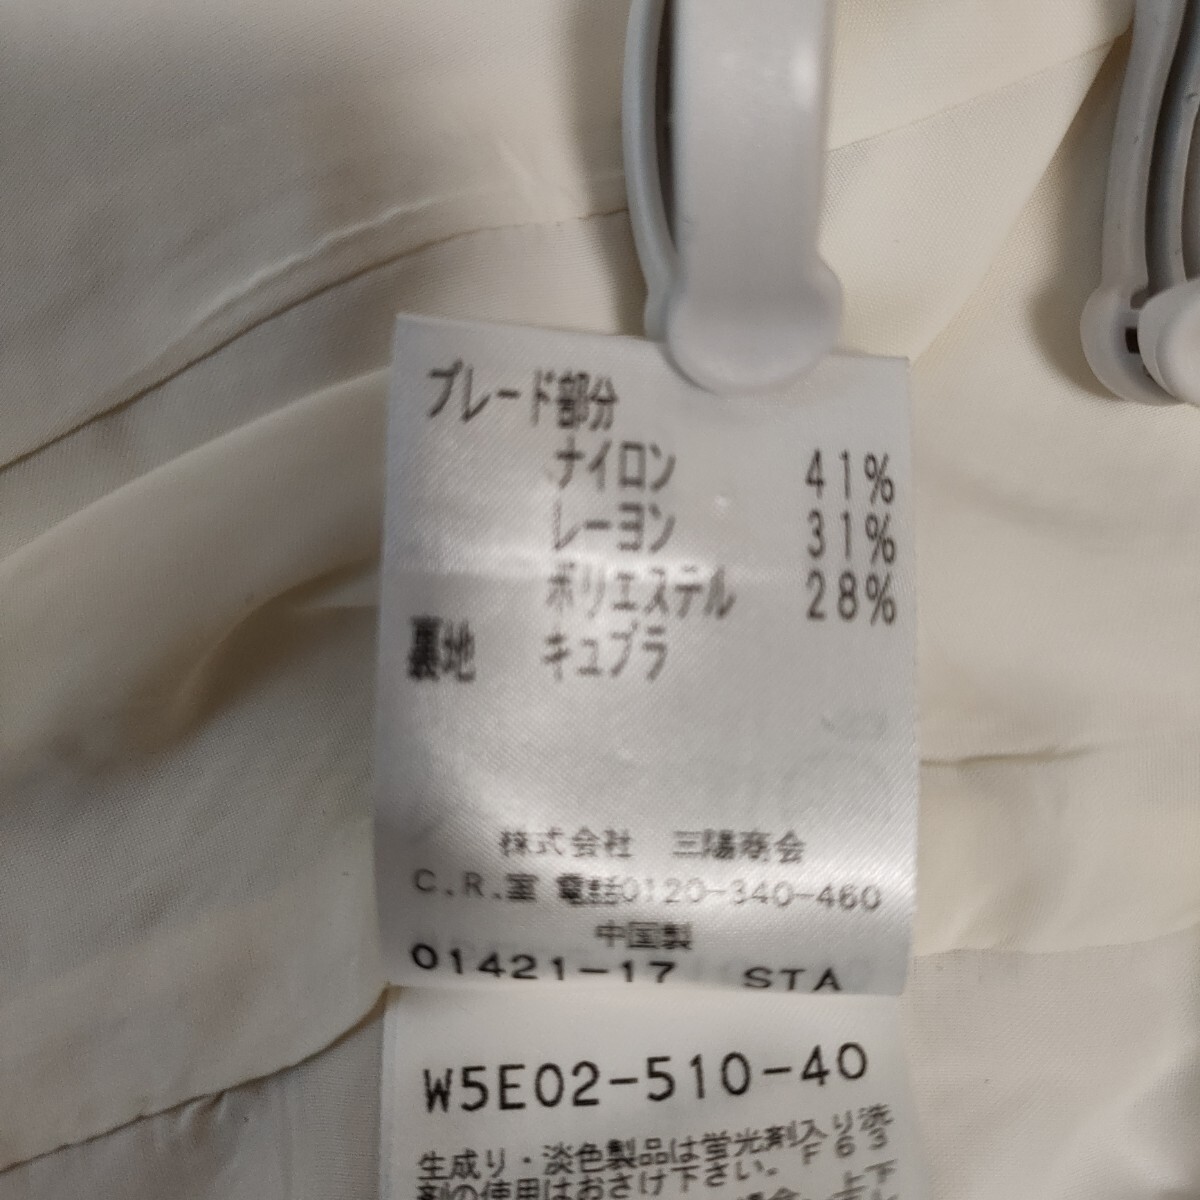 ブレード部分
ナイロン 41%
レーヨン 31%
ポリエステル 28%
裏地 キュプラ
株式会社 三陽商会
C.R.室 電話0120-340-460
中国製
01421-17 STA
W5E02-510-40
生成り・淡色製品は蛍光剤入り洗
剤の使用はおさけ下さい。F63
上下